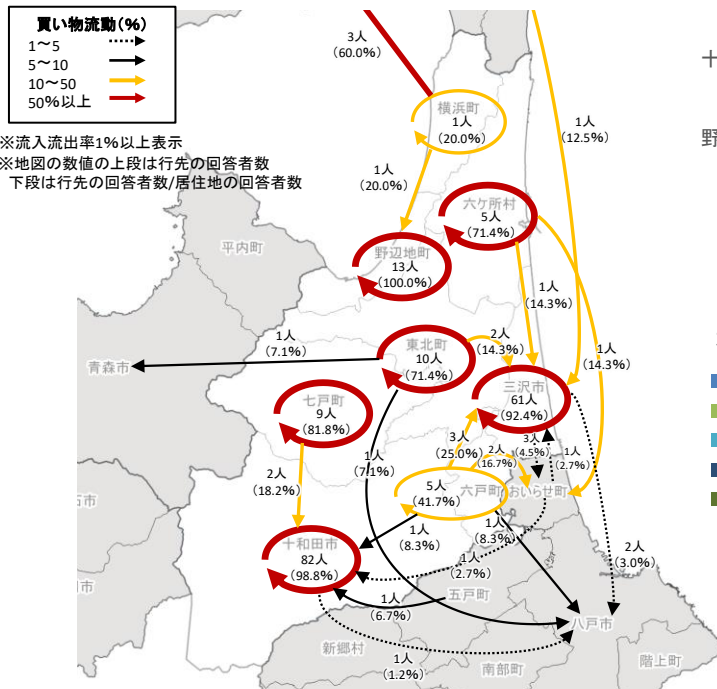 買い物流動(%)
1～5
5～10
10～50
50%以上
※流入流出率1%以上表示
※地図の数値の上段は行先の回答者数
下段は行先の回答者数/居住地の回答者数
3人
(60.0%)
横浜町
1人
(20.0%)
1人
(12.5%)
十
野
1人
(20.0%)
六ケ所村
5人
(71.4%)
平内町
野辺地町
13人
(100.0%)
1人
(14.3%)
1人
(7.1%)
青森市
東北町
10人
(71.4%)
2人
(14.3%)
1人
(14.3%)
三沢市
61人
(92.4%)
七戸町
9人
(81.8%)
1人
(7.1%)
3人
(25.0%)
2人
(16.7%)
3人
(4.5%)
1人
(2.7%)
2人
(18.2%)
5人
(41.7%)
六戸町
おいらせ町
石市
1人
(8.3%)
1人
(8.3%)
十和田市
82人
(98.8%)
1人
(2.7%)
2人
(3.0%)
市
1人
(6.7%)
五戸町
八戸市
新郷村
1人
(1.2%)
南部町
階上町